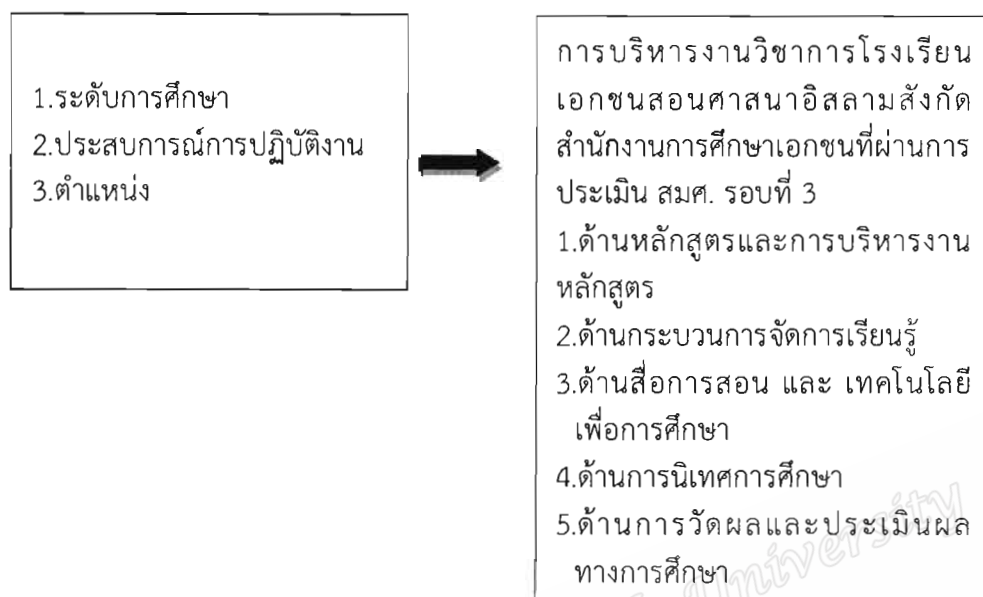 1.ระดับการศึกษา
2.ประสบการณ์การปฏิบัติงาน
3.ตำแหน่ง
การบริหารงานวิชาการโรงเรียน
เอกชนสอนศาสนาอิสลามสังกัด
สำนักงานการศึกษาเอกชนที่ผ่านการ
ประเมิน สมศ. รอบที่ 3
1.ด้านหลักสูตรและการบริหารงาน
หลักสูตร
2.ด้านกระบวนการจัดการเรียนรู้
3.ด้านสื่อการสอน และ เทคโนโลยี
เพื่อการศึกษา
4.ด้านการนิเทศการศึกษา
5.ด้านการวัดผลและประเมินผล
ทางการศึกษา
University